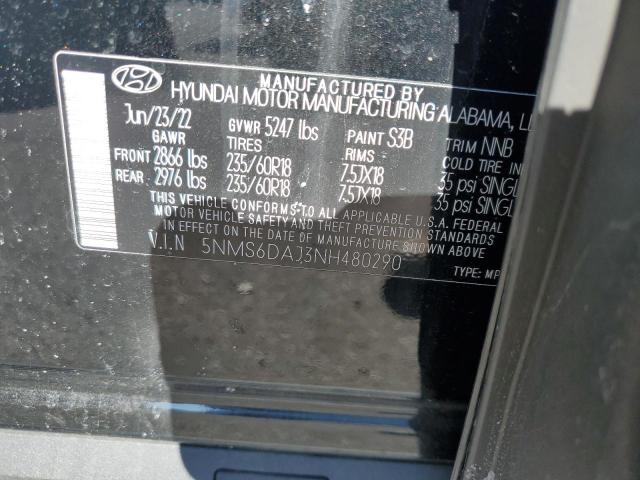 MANUFACTURED BY
HYUNDAI MOTOR MANUFACTURING ALABAMA,
Jun/23/22 GVWR 5247 lbs PAINT S3B TRIM NNB
GAWR TIRES RIMS COLD TIRE IN
FRONT 2866 lbs 235/60R18 7.5JX18 35 psi SINGL
REAR 2976 lbs 235/60R18 7.5JX18 35 psi SINGL
THIS VEHICLE CONFORMS TO ALL APPLICABLE U.S.A FEDERAL
MOTOR VEHICLE SAFETY AND THEFT PREVENTION STANDARDS
IN EFFECT ON THE DATE OF MANUFACTURE SHOWN ABOVE
V.I.N 5NMS6DAJ3NH480290
TYPE: MP